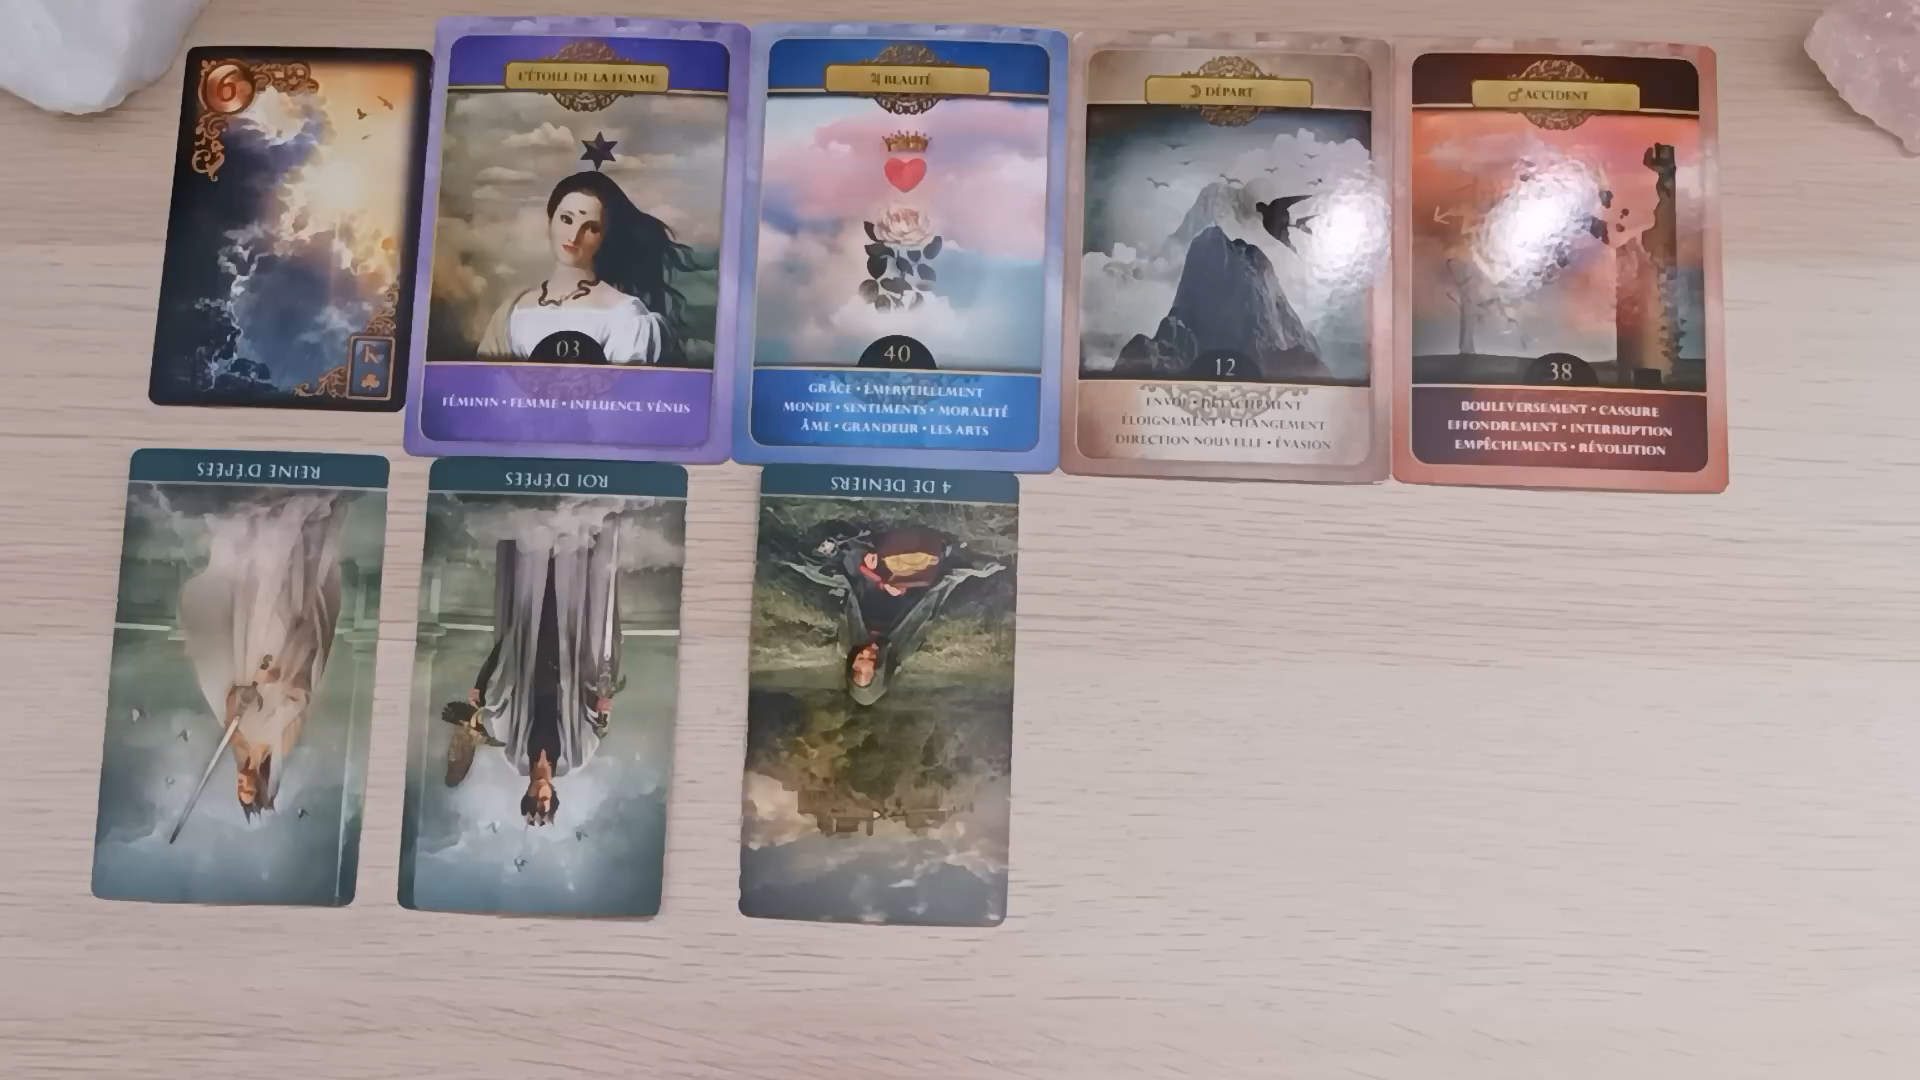 6
K
L'ÉTOILE DE LA FEMME
03
FÉMININ • FEMME • INFLUENCE VÉNUS
♃ BEAUTÉ
40
GRÂCE • ÉMERVEILLEMENT
MONDE • SENTIMENTS • MORALITÉ
ÂME • GRANDEUR • LES ARTS
☽ DÉPART
12
ENVOI • DÉTACHEMENT
ÉLOIGNEMENT • CHANGEMENT
DIRECTION NOUVELLE • ÉVASION
♂ ACCIDENT
38
BOULEVERSEMENT • CASSURE
EFFONDREMENT • INTERRUPTION
EMPÊCHEMENTS • RÉVOLUTION
REINE D'ÉPÉES
ROI D'ÉPÉES
4 DE DENIERS